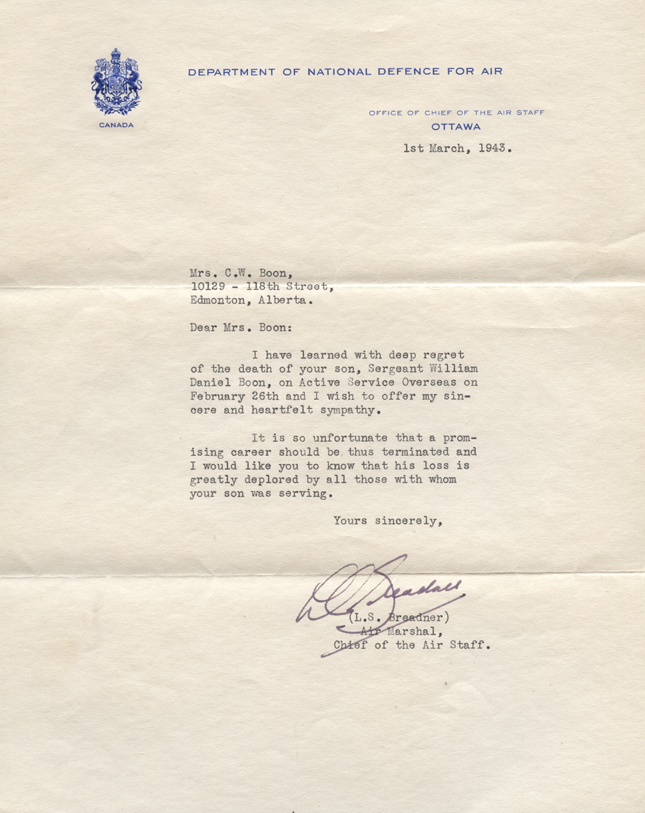 DEPARTMENT OF NATIONAL DEFENCE FOR AIR
CANADA
OFFICE OF CHIEF OF THE AIR STAFF
OTTAWA
1st March, 1943.
Mrs. C.W. Boon,
10129 - 118th Street,
Edmonton, Alberta.
Dear Mrs. Boon:
I have learned with deep regret
of the death of your son, Sergeant William
Daniel Boon, on Active Service Overseas on
February 26th and I wish to offer my sin-
cere and heartfelt sympathy.
It is so unfortunate that a prom-
ising career should be thus terminated and
I would like you to know that his loss is
greatly deplored by all those with whom
your son was serving.
Yours sincerely,
(L.S. Breadner)
Air Marshal,
Chief of the Air Staff.